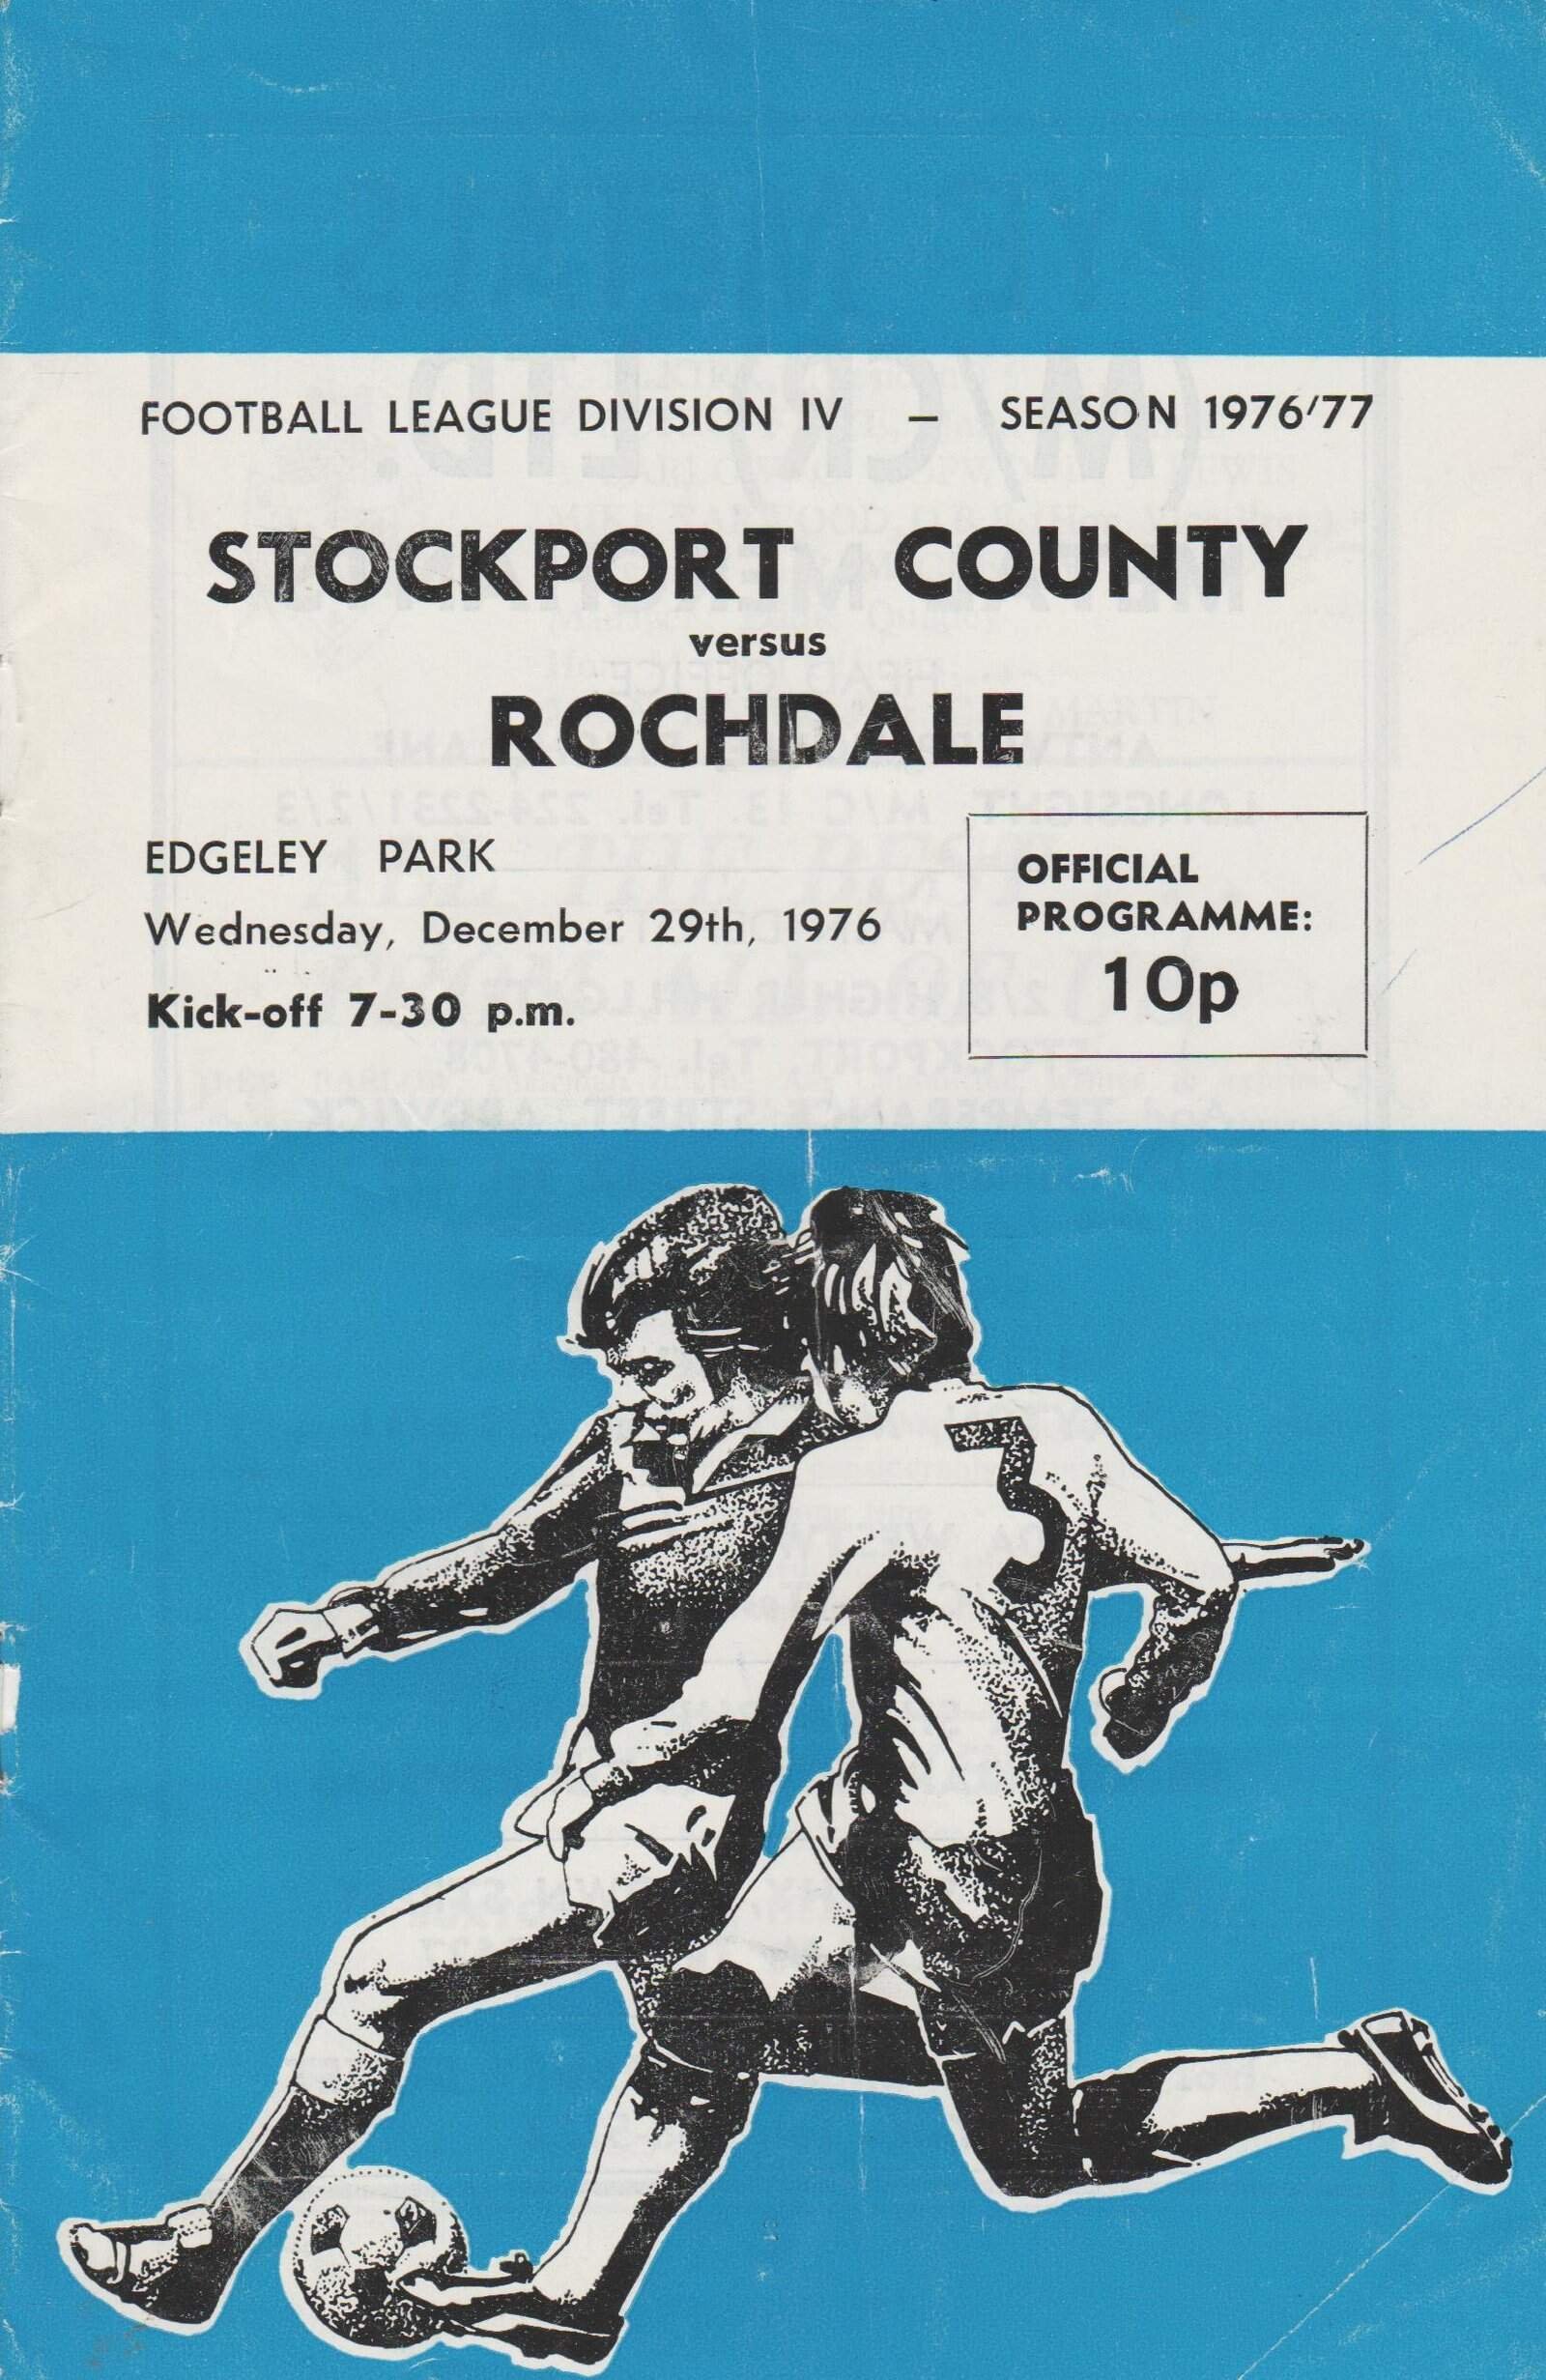 FOOTBALL LEAGUE DIVISION IV – SEASON 1976/77
STOCKPORT COUNTY
versus
ROCHDALE
EDGELEY PARK
Wednesday, December 29th, 1976
Kick-off 7-30 p.m.
OFFICIAL
PROGRAMME:
10p
3